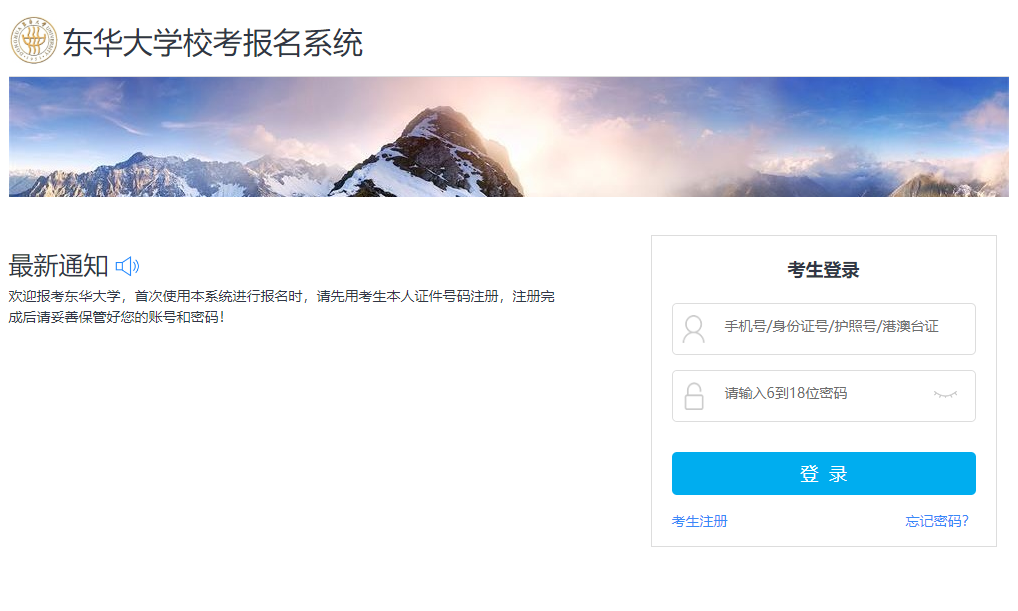 东华大学校考报名系统
最新通知
欢迎报考东华大学，首次使用本系统进行报名时，请先用考生本人证件号码注册，注册完
成后请妥善保管好您的账号和密码！
考生登录
手机号/身份证号/护照号/港澳台证
请输入6到18位密码
登 录
考生注册
忘记密码?